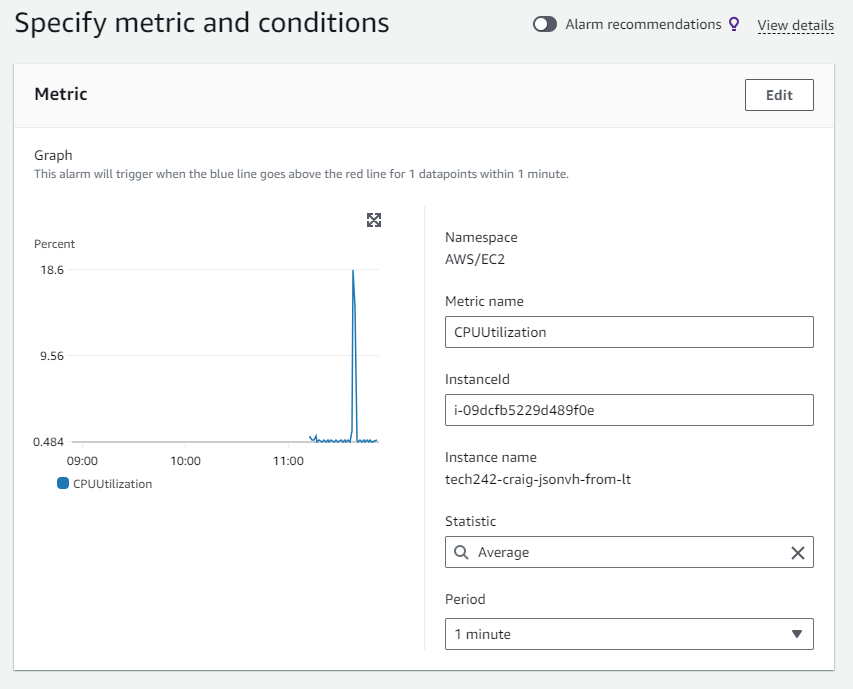 Specify metric and conditions
Alarm recommendations
View details
Metric
Edit
Graph
This alarm will trigger when the blue line goes above the red line for 1 datapoints within 1 minute.
Percent
18.6
9.56
0.484
09:00
10:00
11:00
CPUUtilization
Namespace
AWS/EC2
Metric name
CPUUtilization
InstanceId
i-09dcfb5229d489f0e
Instance name
tech242-craig-jsonvh-from-lt
Statistic
Average
Period
1 minute